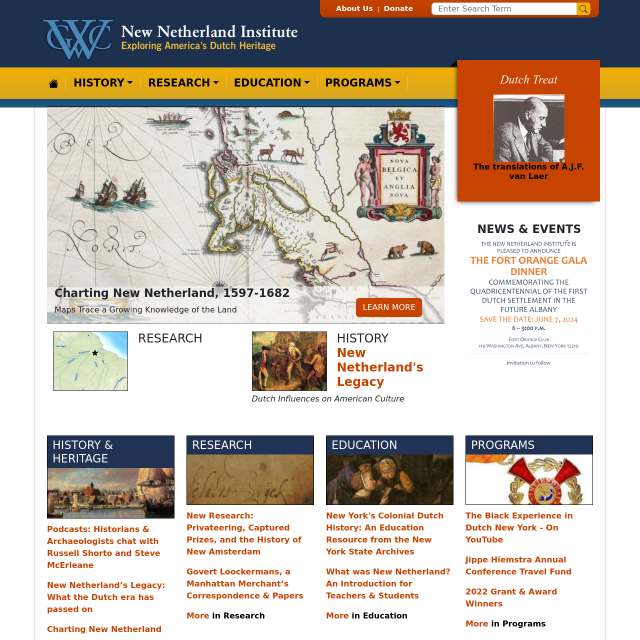 About Us | Donate
Enter Search Term
New Netherland Institute
Exploring America's Dutch Heritage
HISTORY
RESEARCH
EDUCATION
PROGRAMS
Dutch Treat
The translations of A.J.F.
van Laer
NOVA
BELGICA
ET
ANGLIA
NOVA
Charting New Netherland, 1597-1682
Maps Trace a Growing Knowledge of the Land
LEARN MORE
NEWS & EVENTS
THE NEW NETHERLAND INSTITUTE IS
PLEASED TO ANNOUNCE
THE FORT ORANGE GALA
DINNER
COMMEMORATING THE
QUADRICENTENNIAL OF THE FIRST
DUTCH SETTLEMENT IN THE
FUTURE ALBANY
SAVE THE DATE: JUNE 7, 2024
6 – 9:00 P.M.
FORT ORANGE CLUB
110 WASHINGTON AVE, ALBANY, NEW YORK 12210
Invitation to follow
RESEARCH
HISTORY
New
Netherland's
Legacy
Dutch Influences on American Culture
HISTORY &
HERITAGE
Podcasts: Historians &
Archaeologists chat with
Russell Shorto and Steve
McErleane
New Netherland's Legacy:
What the Dutch era has
passed on
Charting New Netherland
RESEARCH
New Research:
Privateering, Captured
Prizes, and the History of
New Amsterdam
Govert Loockermans, a
Manhattan Merchant's
Correspondence & Papers
More in Research
EDUCATION
New York's Colonial Dutch
History: An Education
Resource from the New
York State Archives
What was New Netherland?
An Introduction for
Teachers & Students
More in Education
PROGRAMS
The Black Experience in
Dutch New York - On
YouTube
Jippe Hiemstra Annual
Conference Travel Fund
2022 Grant & Award
Winners
More in Programs